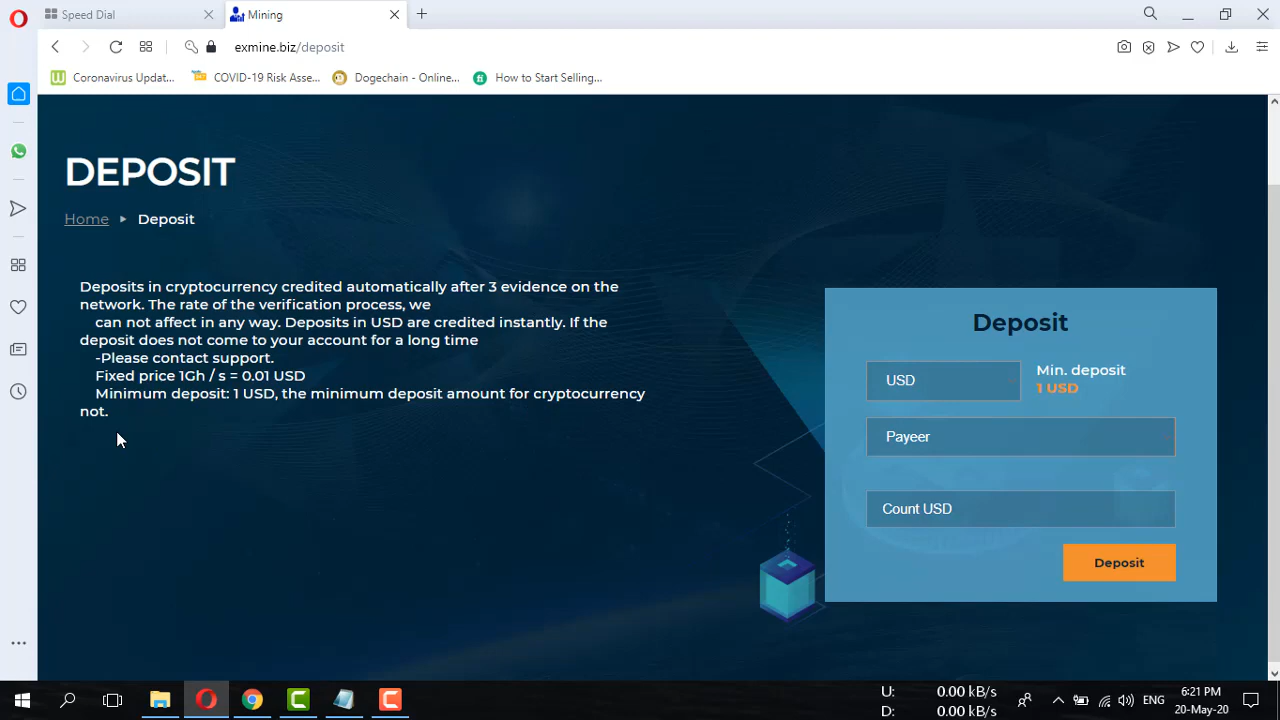 Speed Dial
Mining
exmine.biz/deposit
Coronavirus Updat...
COVID-19 Risk Asse...
Dogechain - Online...
How to Start Selling...
DEPOSIT
Home
Deposit
Deposits in cryptocurrency credited automatically after 3 evidence on the
network. The rate of the verification process, we
can not affect in any way. Deposits in USD are credited instantly. If the
deposit does not come to your account for a long time
-Please contact support.
Fixed price 1Gh / s = 0.01 USD
Minimum deposit: 1 USD, the minimum deposit amount for cryptocurrency
not.
Deposit
USD
Min. deposit
1 USD
Payeer
Count USD
Deposit
U: 0.00 kB/s
D: 0.00 kB/s
ENG
6:21 PM
20-May-20